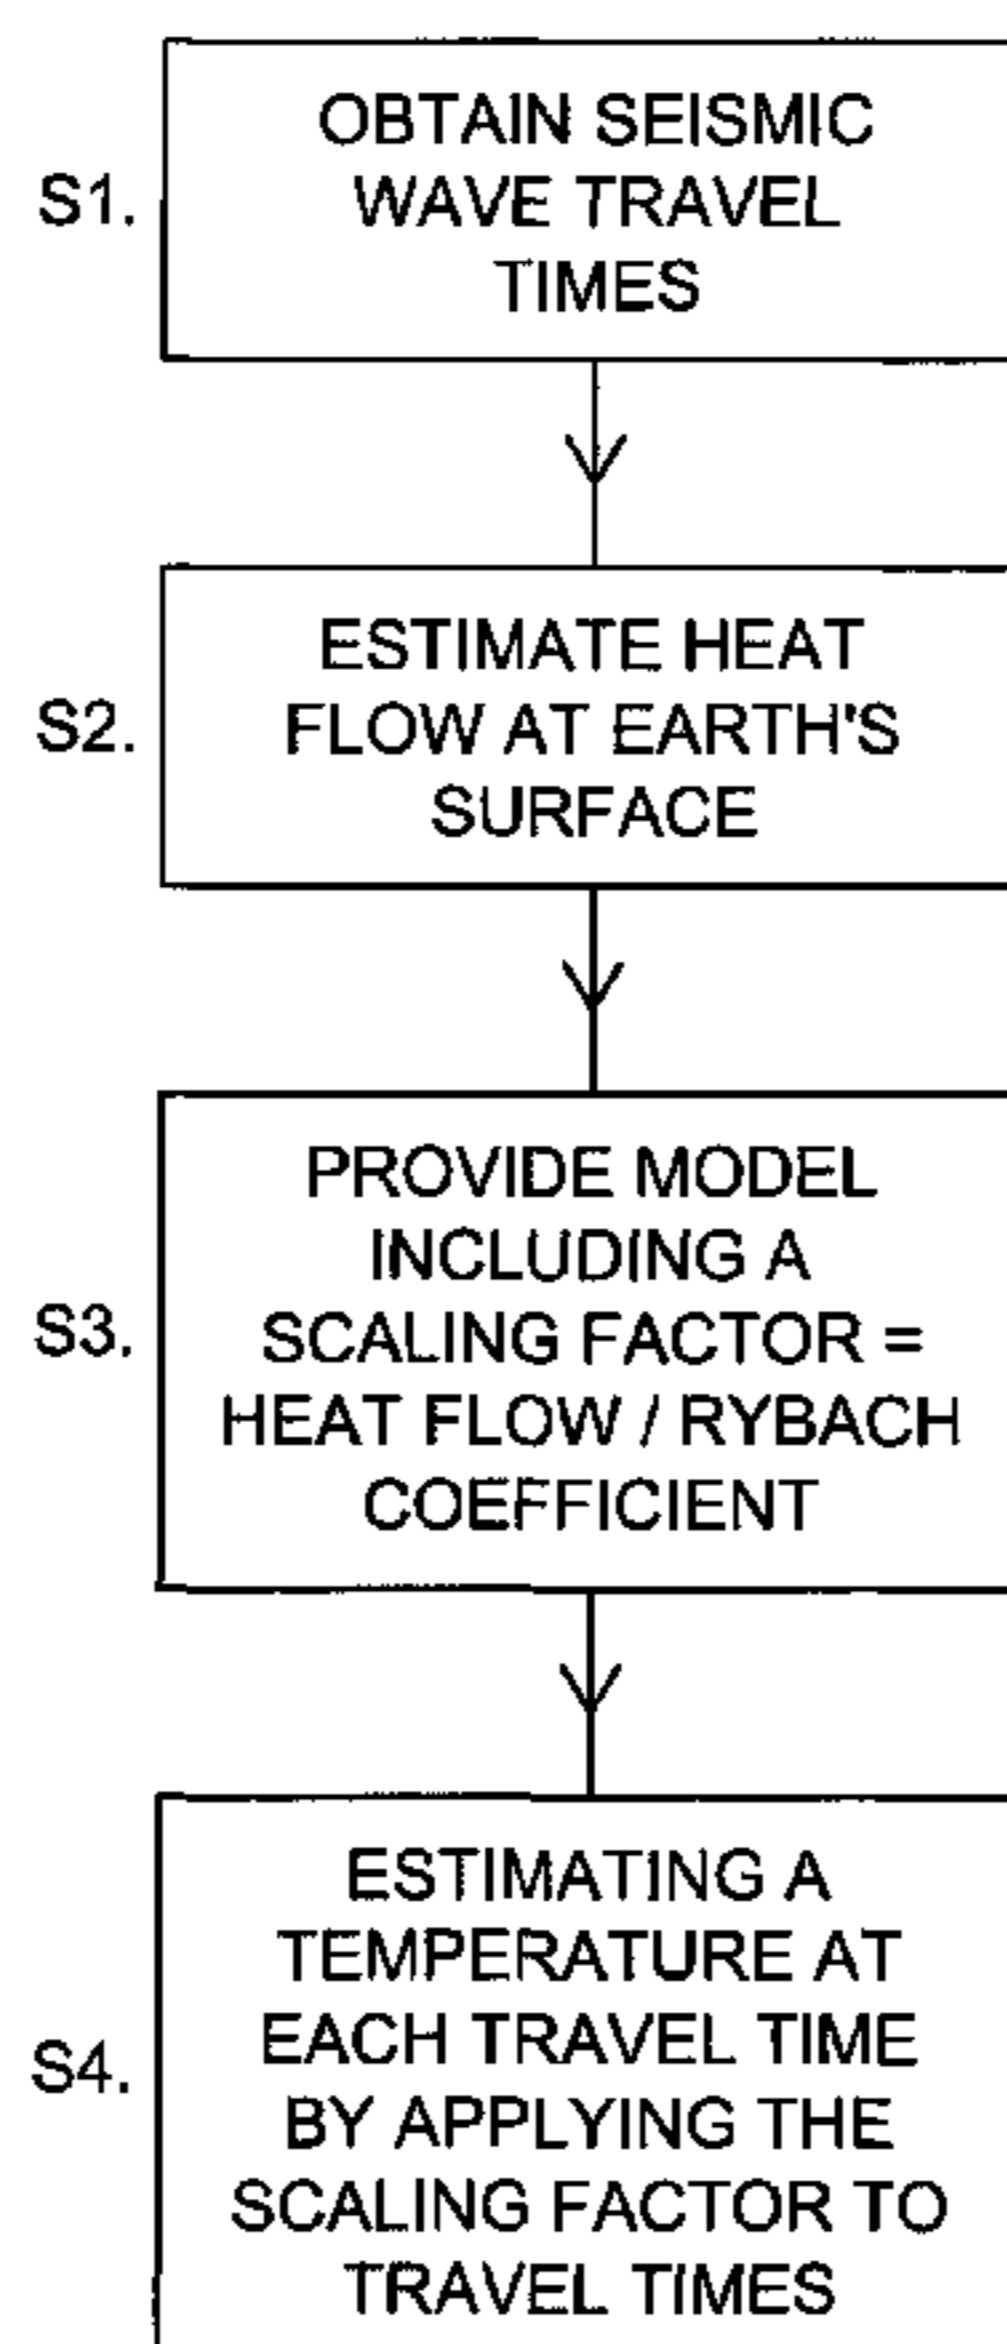 S1.
OBTAIN SEISMIC
WAVE TRAVEL
TIMES
S2.
ESTIMATE HEAT
FLOW AT EARTH'S
SURFACE
S3.
PROVIDE MODEL
INCLUDING A
SCALING FACTOR =
HEAT FLOW / RYBACH
COEFFICIENT
S4.
ESTIMATING A
TEMPERATURE AT
EACH TRAVEL TIME
BY APPLYING THE
SCALING FACTOR TO
TRAVEL TIMES